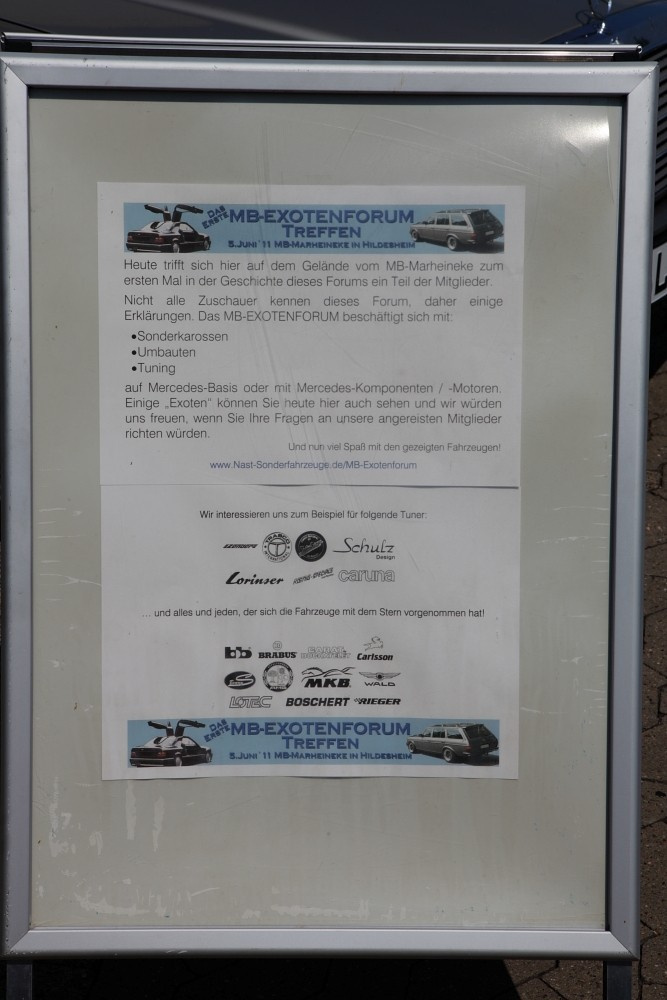 Das Erste MB-Exotenforum
Treffen
5.Juni´11 MB-Marheineke in Hildesheim
Heute trifft sich hier auf dem Gelände vom MB-Marheineke zum
ersten Mal in der Geschichte dieses Forums ein Teil der Mitglieder.
Nicht alle Zuschauer kennen dieses Forum, daher einige
Erklärungen. Das MB-EXOTENFORUM beschäftigt sich mit:
•Sonderkarossen
•Umbauten
•Tuning
auf Mercedes-Basis oder mit Mercedes-Komponenten / -Motoren.
Einige „Exoten“ können Sie heute hier auch sehen und wir würden
uns freuen, wenn Sie Ihre Fragen an unsere angereisten Mitglieder
richten würden.
Und nun viel Spaß mit den gezeigten Fahrzeugen!
www.Nast-Sonderfahrzeuge.de/MB-Exotenforum
Wir interessieren uns zum Beispiel für folgende Tuner:
Schulz
Design
Lorinser caruna
... und alles und jeden, der sich die Fahrzeuge mit dem Stern vorgenommen hat!
bb BRABUS Carlsson
MKB WALD
LOTEC BOSCHERT RIEGER
Das Erste MB-Exotenforum
Treffen
5.Juni´11 MB-Marheineke in Hildesheim